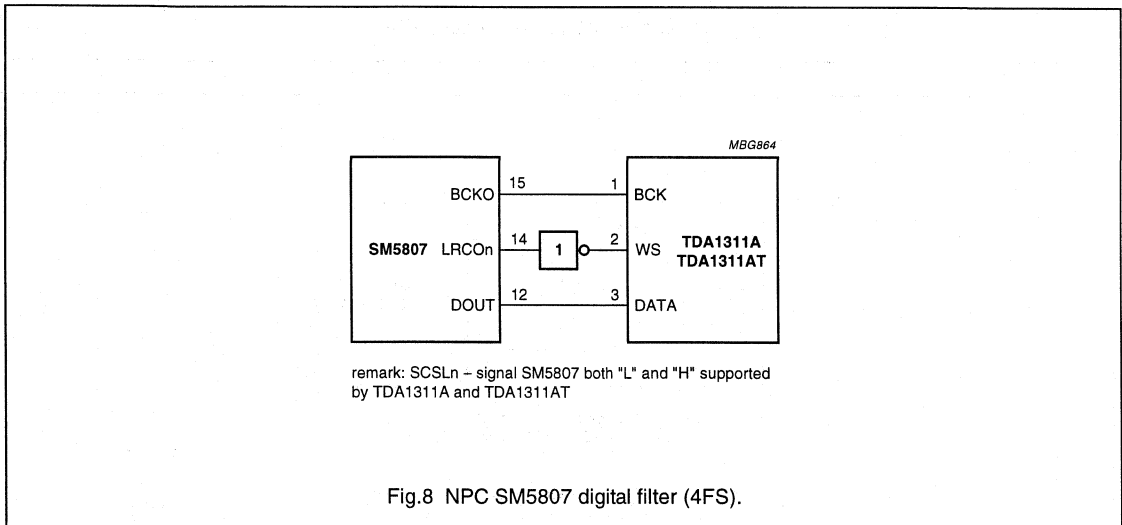 MBG864
BCKO 15 1 BCK
SM5807 LRCOn 14 1 2 WS TDA1311A
TDA1311AT
DOUT 12 3 DATA
remark: SCSLn – signal SM5807 both "L" and "H" supported
by TDA1311A and TDA1311AT
Fig.8 NPC SM5807 digital filter (4FS).